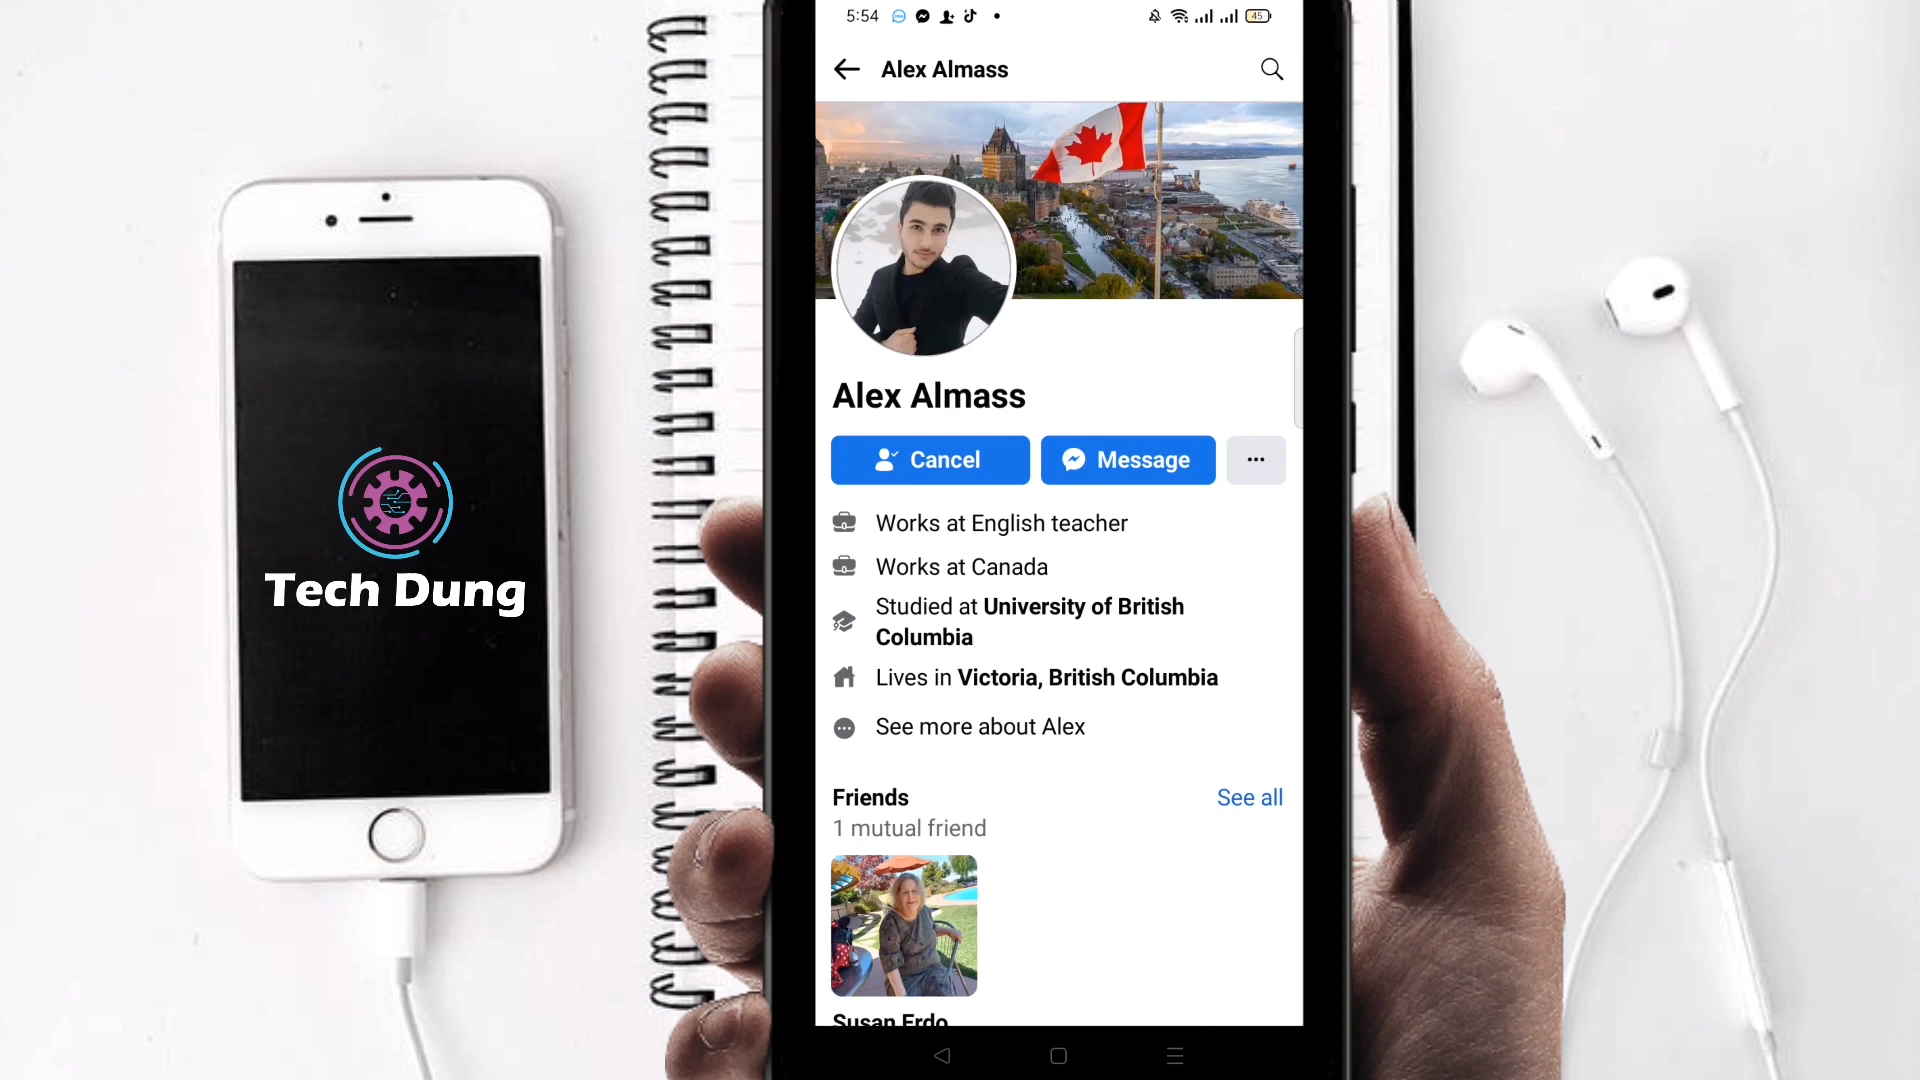 Tech Dung
5:54
45
Alex Almass
Alex Almass
Cancel
Message
Works at English teacher
Works at Canada
Studied at University of British
Columbia
Lives in Victoria, British Columbia
See more about Alex
Friends
See all
1 mutual friend
Susan Erdo